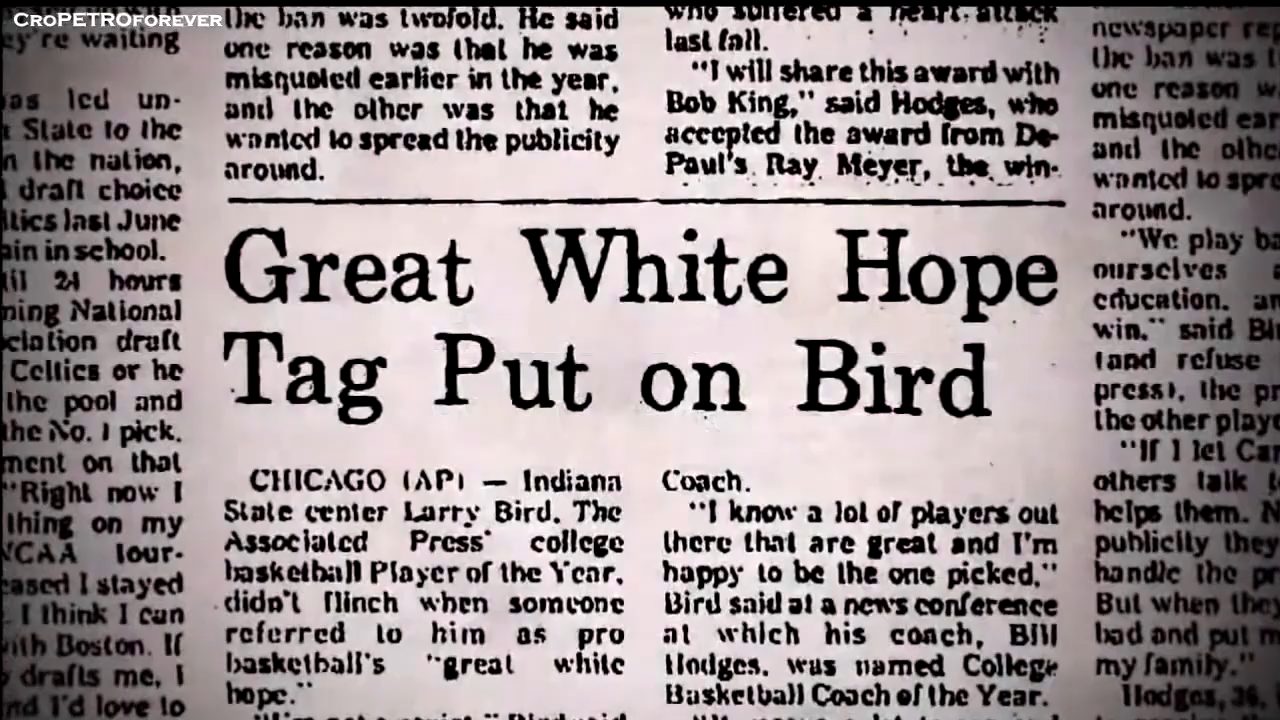 CroPETROforever
ey're waiting
as led un-
State to the
n the nation,
draft choice
ltics last June
ain in school.
til 24 hours
ning National
ciation draft
Celtics or he
the pool and
the No. 1 pick.
ment on that
"Right now I
thing on my
NCAA tour-
eased I stayed
I think I can
with Boston. If
drafts me, I
nd I'd love to
the ban was twofold. He said
one reason was that he was
misquoted earlier in the year,
and the other was that he
wanted to spread the publicity
around.
who suffered a heart attack
last fall.
"I will share this award with
Bob King," said Hodges, who
accepted the award from De-
Paul's Ray Meyer, the win-
Great White Hope
Tag Put on Bird
CHICAGO (AP) — Indiana
State center Larry Bird, The
Associated Press' college
basketball Player of the Year,
didn't flinch when someone
referred to him as pro
basketball's "great white
hope."
Coach.
"I know a lot of players out
there that are great and I'm
happy to be the one picked,"
Bird said at a news conference
at which his coach, Bill
Hodges, was named College
Basketball Coach of the Year.
newspaper rep
the ban was t
one reason w
misquoted ear
and the othe
wanted to spre
around.
"We play ba
ourselves a
education, an
win," said Bi
(and refuse
press), the pr
the other playe
"If I let Car
others talk t
helps them. N
publicity they
handle the pr
But when they
bad and put m
my family."
Hodges, 36,